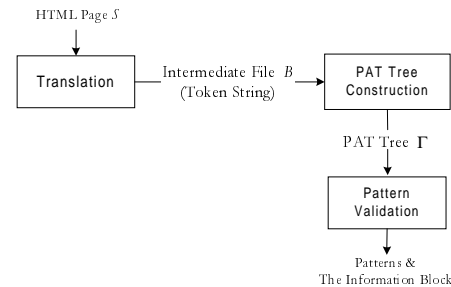 HTML Page S
Translation
Intermediate File B
(Token String)
PAT Tree
Construction
PAT Tree Γ
Pattern
Validation
Patterns &
The Information Block